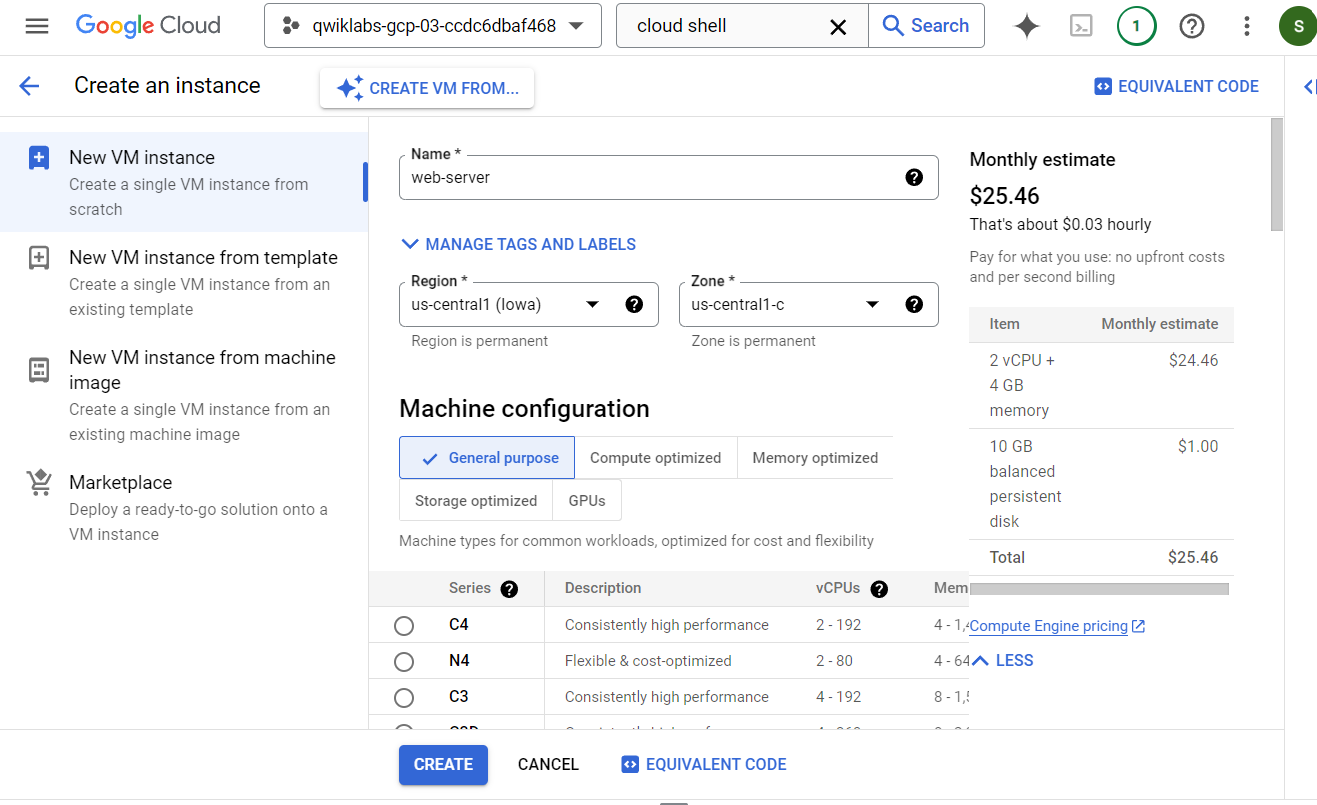 Google Cloud
qwiklabs-gcp-03-ccdc6dbaf468
cloud shell
Search
1
S
Create an instance
CREATE VM FROM...
EQUIVALENT CODE
New VM instance
Create a single VM instance from
scratch
New VM instance from template
Create a single VM instance from an
existing template
New VM instance from machine
image
Create a single VM instance from an
existing machine image
Marketplace
Deploy a ready-to-go solution onto a
VM instance
Name *
web-server
MANAGE TAGS AND LABELS
Region *
us-central1 (Iowa)
Region is permanent
Zone *
us-central1-c
Zone is permanent
Machine configuration
General purpose
Compute optimized
Memory optimized
Storage optimized
GPUs
Machine types for common workloads, optimized for cost and flexibility
Series Description vCPUs Mem
C4 Consistently high performance 2 - 192 4 - 1,4
N4 Flexible & cost-optimized 2 - 80 4 - 64
C3 Consistently high performance 4 - 192 8 - 1,5
Monthly estimate
$25.46
That's about $0.03 hourly
Pay for what you use: no upfront costs
and per second billing
Item Monthly estimate
2 vCPU + $24.46
4 GB
memory
10 GB $1.00
balanced
persistent
disk
Total $25.46
Compute Engine pricing
LESS
CREATE
CANCEL
EQUIVALENT CODE